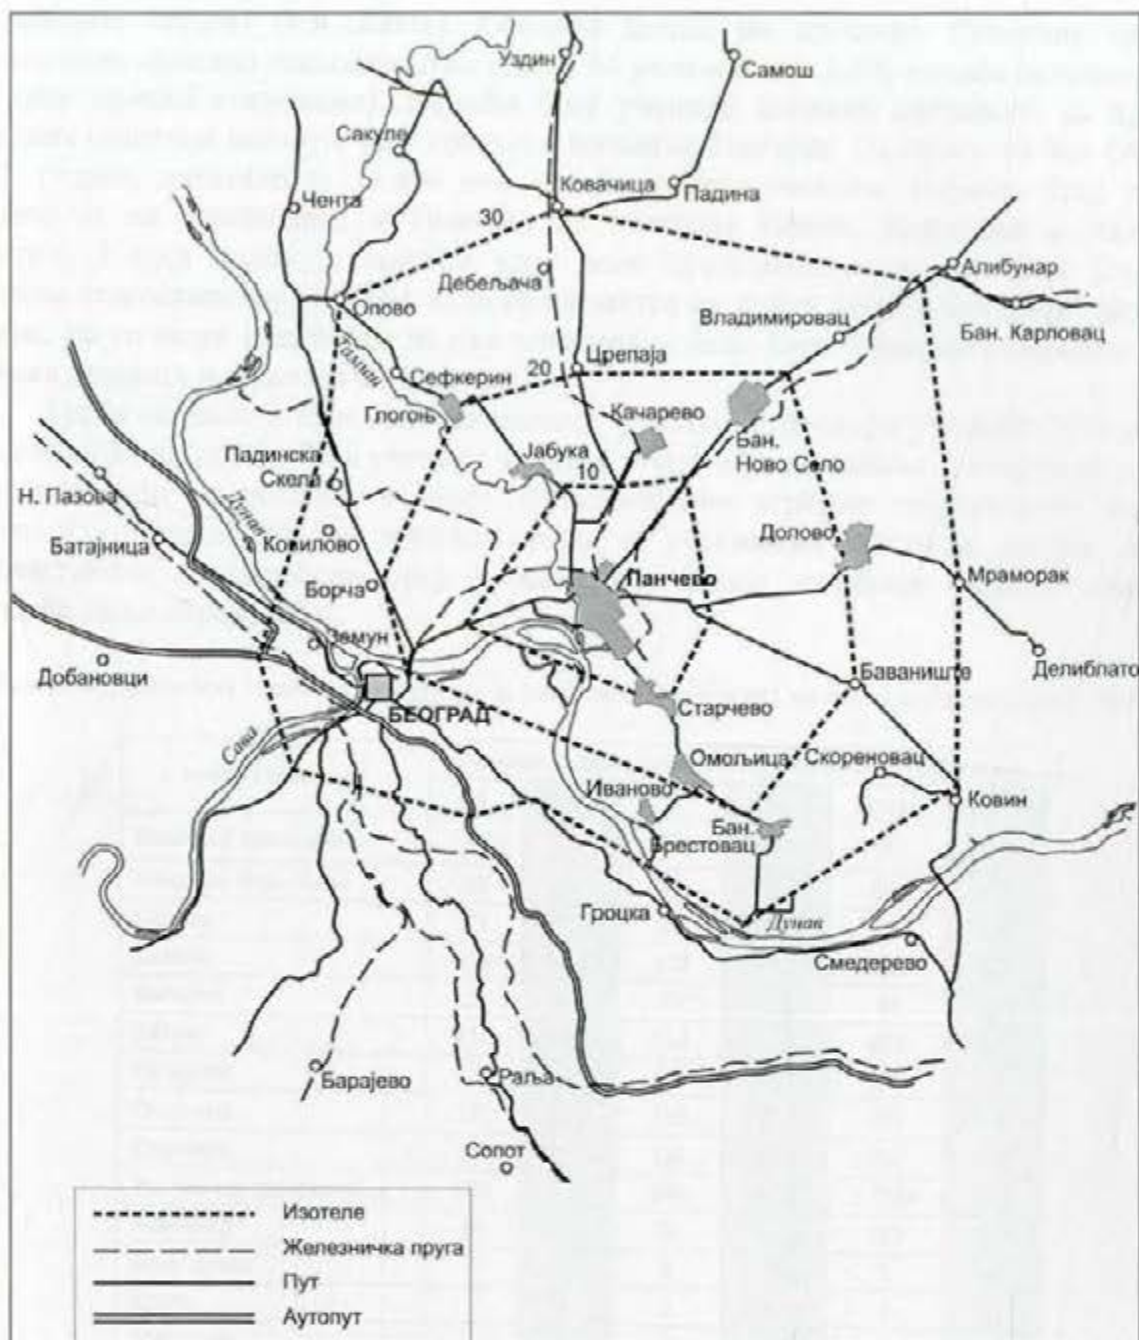 Уздин
Самош
Сакуле
Чента
30
Ковачица
Падина
Дебељача
Алибунар
Опово
Тамиш
Владимировац
Бан. Карловац
Црепаја
20
Сефкерин
Глогоњ
Качарево
Бан.
Ново Село
Јабука
10
Падинска
Скела
Н. Пазова
Дунав
Батајница
Ковилово
Долово
Борча
Панчево
Мраморак
Земун
Добановци
Делиблато
Баваниште
БЕОГРАД
Сава
Старчево
Омољица
Скореновац
Иваново
Ковин
Бан.
Брестовац
Гроцка
Дунав
Смедерево
Барајево
Раља
Сопот
Изотеле
Железничка пруга
Пут
Аутопут